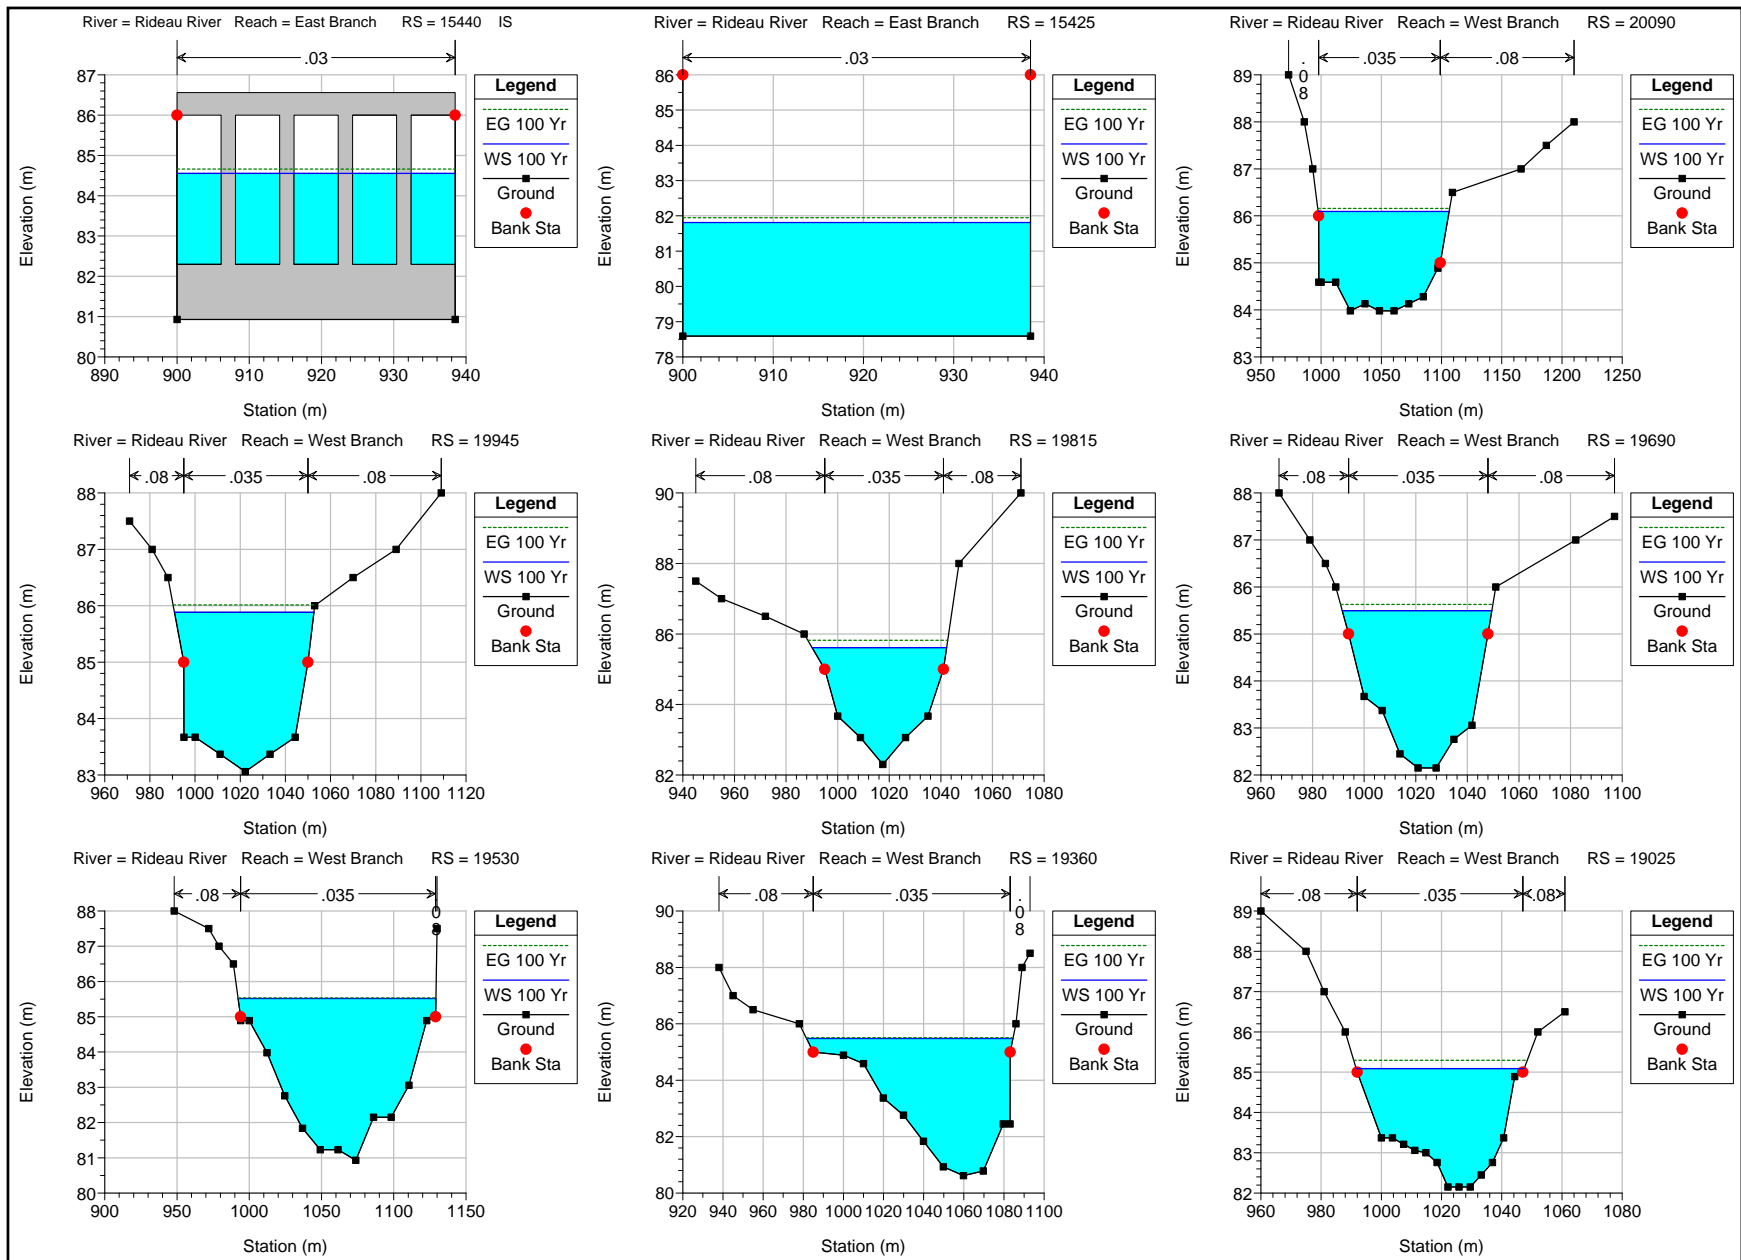 River = Rideau River Reach = East Branch RS = 15440 IS
.03
87
86
85
84
83
82
81
80
890 900 910 920 930 940
Elevation (m)
Station (m)
Legend
EG 100 Yr
WS 100 Yr
Ground
Bank Sta
River = Rideau River Reach = East Branch RS = 15425
.03
86
85
84
83
82
81
80
79
78
900 910 920 930 940
Elevation (m)
Station (m)
Legend
EG 100 Yr
WS 100 Yr
Ground
Bank Sta
River = Rideau River Reach = West Branch RS = 20090
.08 .035 .08
89
88
87
86
85
84
83
950 1000 1050 1100 1150 1200 1250
Elevation (m)
Station (m)
Legend
EG 100 Yr
WS 100 Yr
Ground
Bank Sta
River = Rideau River Reach = West Branch RS = 19945
.08 .035 .08
88
87
86
85
84
83
960 980 1000 1020 1040 1060 1080 1100 1120
Elevation (m)
Station (m)
Legend
EG 100 Yr
WS 100 Yr
Ground
Bank Sta
River = Rideau River Reach = West Branch RS = 19815
.08 .035 .08
90
88
86
84
82
940 960 980 1000 1020 1040 1060 1080
Elevation (m)
Station (m)
Legend
EG 100 Yr
WS 100 Yr
Ground
Bank Sta
River = Rideau River Reach = West Branch RS = 19690
.08 .035 .08
88
87
86
85
84
83
82
960 980 1000 1020 1040 1060 1080 1100
Elevation (m)
Station (m)
Legend
EG 100 Yr
WS 100 Yr
Ground
Bank Sta
River = Rideau River Reach = West Branch RS = 19530
.08 .035 .08
88
87
86
85
84
83
82
81
80
900 950 1000 1050 1100 1150
Elevation (m)
Station (m)
Legend
EG 100 Yr
WS 100 Yr
Ground
Bank Sta
River = Rideau River Reach = West Branch RS = 19360
.08 .035 .08
90
88
86
84
82
80
920 940 960 980 1000 1020 1040 1060 1080 1100
Elevation (m)
Station (m)
Legend
EG 100 Yr
WS 100 Yr
Ground
Bank Sta
River = Rideau River Reach = West Branch RS = 19025
.08 .035 .08
89
88
87
86
85
84
83
82
960 980 1000 1020 1040 1060 1080
Elevation (m)
Station (m)
Legend
EG 100 Yr
WS 100 Yr
Ground
Bank Sta